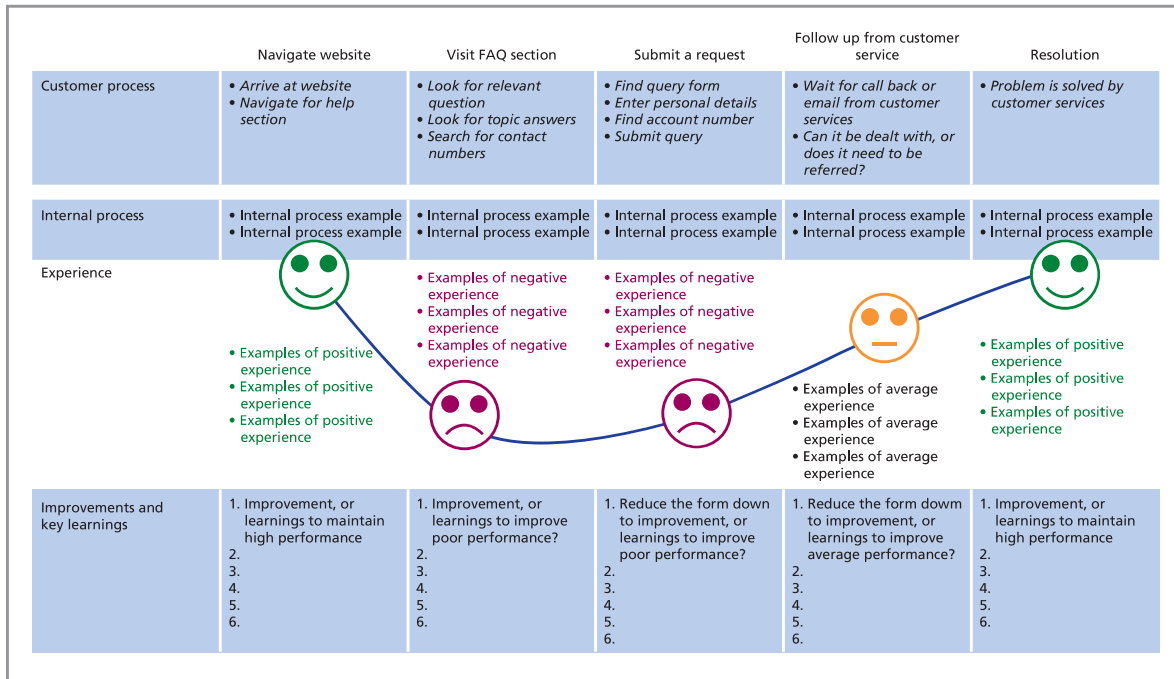 Navigate website
Visit FAQ section
Submit a request
Follow up from customer
service
Resolution
Customer process
• Arrive at website
• Navigate for help
section
• Look for relevant
question
• Look for topic answers
• Search for contact
numbers
• Find query form
• Enter personal details
• Find account number
• Submit query
• Wait for call back or
email from customer
services
• Can it be dealt with, or
does it need to be
referred?
• Problem is solved by
customer services
Internal process
• Internal process example
• Internal process example
• Internal process example
• Internal process example
• Internal process example
• Internal process example
• Internal process example
• Internal process example
• Internal process example
• Internal process example
Experience
• Examples of positive
experience
• Examples of positive
experience
• Examples of positive
experience
• Examples of negative
experience
• Examples of negative
experience
• Examples of negative
experience
• Examples of negative
experience
• Examples of negative
experience
• Examples of negative
experience
• Examples of average
experience
• Examples of average
experience
• Examples of average
experience
• Examples of positive
experience
• Examples of positive
experience
• Examples of positive
experience
Improvements and
key learnings
1. Improvement, or
learnings to maintain
high performance
2.
3.
4.
5.
6.
1. Improvement, or
learnings to improve
poor performance?
2.
3.
4.
5.
6.
1. Reduce the form down
to improvement, or
learnings to improve
poor performance?
2.
3.
4.
5.
6.
1. Reduce the form dowm
to improvement, or
learnings to improve
average performance?
2.
3.
4.
5.
6.
1. Improvement, or
learnings to maintain
high performance
2.
3.
4.
5.
6.